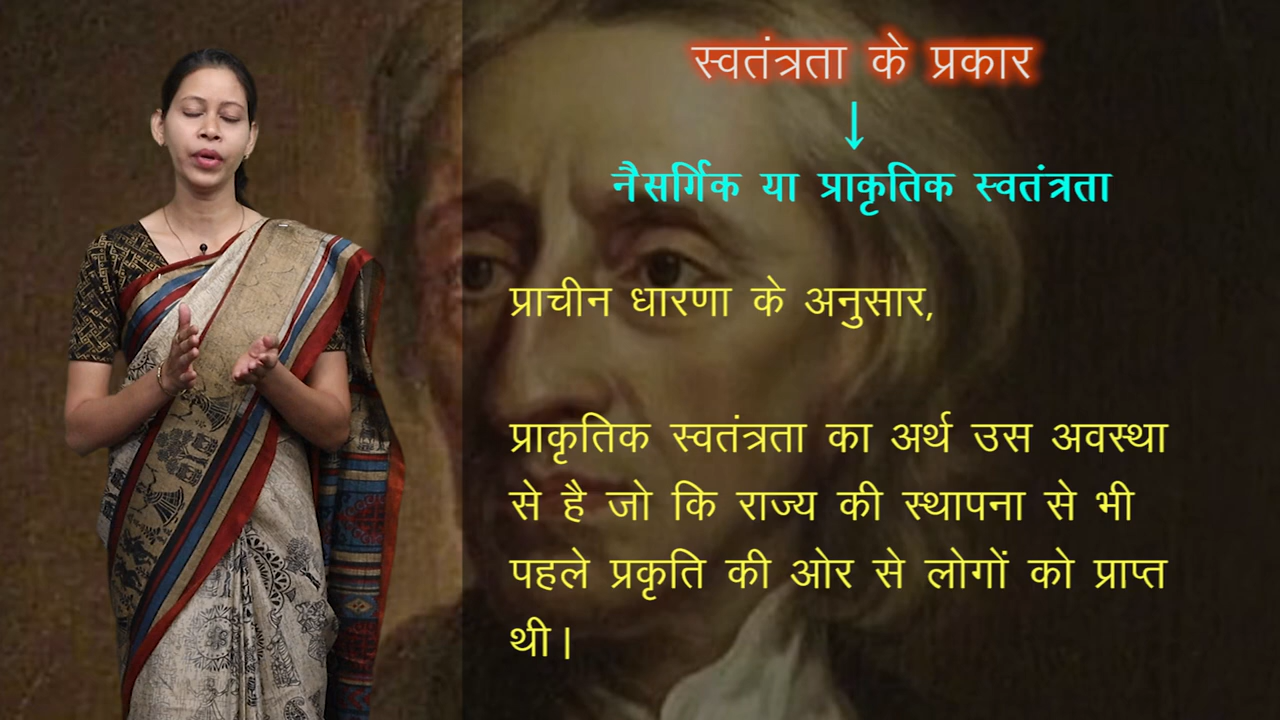 स्वतंत्रता के प्रकार
↓
नैसर्गिक या प्राकृतिक स्वतंत्रता
प्राचीन धारणा के अनुसार,
प्राकृतिक स्वतंत्रता का अर्थ उस अवस्था
से है जो कि राज्य की स्थापना से भी
पहले प्रकृति की ओर से लोगों को प्राप्त
थी।